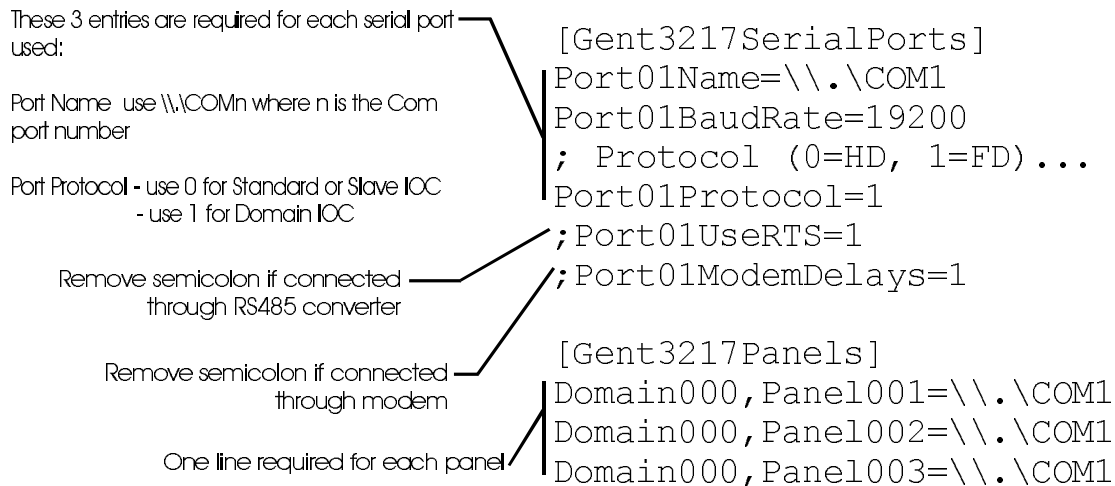 These 3 entries are required for each serial port
used:
Port Name use \\.\COMn where n is the Com
port number
Port Protocol - use 0 for Standard or Slave IOC
- use 1 for Domain IOC
Remove semicolon if connected
through RS485 converter
Remove semicolon if connected
through modem
One line required for each panel
[Gent3217SerialPorts]
Port01Name=\\.\COM1
Port01BaudRate=19200
; Protocol (0=HD, 1=FD)...
Port01Protocol=1
;Port01UseRTS=1
;Port01ModemDelays=1
[Gent3217Panels]
Domain000,Panel001=\\.\COM1
Domain000,Panel002=\\.\COM1
Domain000,Panel003=\\.\COM1